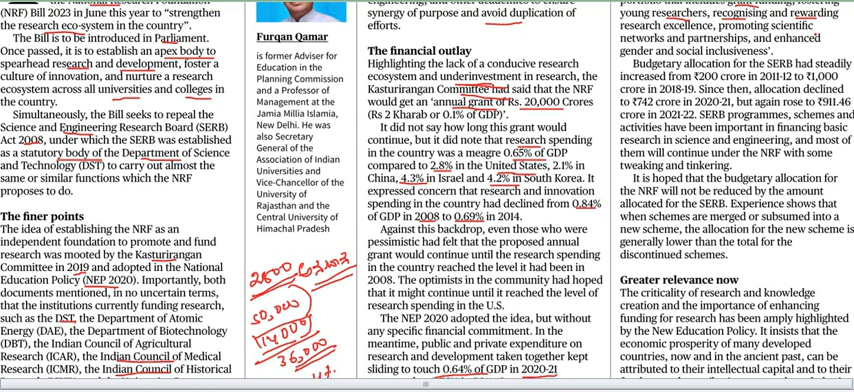 (NRF) Bill 2023 in June this year to “strengthen
the research eco-system in the country”.
The Bill is to be introduced in Parliament.
Once passed, it is to establish an apex body to
spearhead research and development, foster a
culture of innovation, and nurture a research
ecosystem across all universities and colleges in
the country.
Simultaneously, the Bill seeks to repeal the
Science and Engineering Research Board (SERB)
Act 2008, under which the SERB was established
as a statutory body of the Department of Science
and Technology (DST) to carry out almost the
same or similar functions which the NRF
proposes to do.
The finer points
The idea of establishing the NRF as an
independent foundation to promote and fund
research was mooted by the Kasturirangan
Committee in 2019 and adopted in the National
Education Policy (NEP 2020). Importantly, both
documents mentioned, in no uncertain terms,
that the institutions currently funding research,
such as the DST, the Department of Atomic
Energy (DAE), the Department of Biotechnology
(DBT), the Indian Council of Agricultural
Research (ICAR), the Indian Council of Medical
Research (ICMR), the Indian Council of Historical
Furqan Qamar
is former Adviser for
Education in the
Planning Commission
and a Professor of
Management at the
Jamia Millia Islamia,
New Delhi. He was
also Secretary
General of the
Association of Indian
Universities and
Vice-Chancellor of the
University of
Rajasthan and the
Central University of
Himachal Pradesh
50,000
14000
36,000
synergy of purpose and avoid duplication of
efforts.
The financial outlay
Highlighting the lack of a conducive research
ecosystem and underinvestment in research, the
Kasturirangan Committee had said that the NRF
would get an ‘annual grant of Rs. 20,000 Crores
(Rs 2 Kharab or 0.1% of GDP)’.
It did not say how long this grant would
continue, but it did note that research spending
in the country was a meagre 0.65% of GDP
compared to 2.8% in the United States, 2.1% in
China, 4.3% in Israel and 4.2% in South Korea. It
expressed concern that research and innovation
spending in the country had declined from 0.84%
of GDP in 2008 to 0.69% in 2014.
Against this backdrop, even those who were
pessimistic had felt that the proposed annual
grant would continue until the research spending
in the country reached the level it had been in
2008. The optimists in the community had hoped
that it might continue until it reached the level of
research spending in the U.S.
The NEP 2020 adopted the idea, but without
any specific financial commitment. In the
meantime, public and private expenditure on
research and development taken together kept
sliding to touch 0.64% of GDP in 2020-21
young researchers, recognising and rewarding
research excellence, promoting scientific
networks and partnerships, and enhanced
gender and social inclusiveness’.
Budgetary allocation for the SERB had steadily
increased from ₹200 crore in 2011-12 to ₹1,000
crore in 2018-19. Since then, allocation declined
to ₹742 crore in 2020-21, but again rose to ₹911.46
crore in 2021-22. SERB programmes, schemes and
activities have been important in financing basic
research in science and engineering, and most of
them will continue under the NRF with some
tweaking and tinkering.
It is hoped that the budgetary allocation for
the NRF will not be reduced by the amount
allocated for the SERB. Experience shows that
when schemes are merged or subsumed into a
new scheme, the allocation for the new scheme is
generally lower than the total for the
discontinued schemes.
Greater relevance now
The criticality of research and knowledge
creation and the importance of enhancing
funding for research has been amply highlighted
by the New Education Policy. It insists that the
economic prosperity of many developed
countries, now and in the ancient past, can be
attributed to their intellectual capital and to their